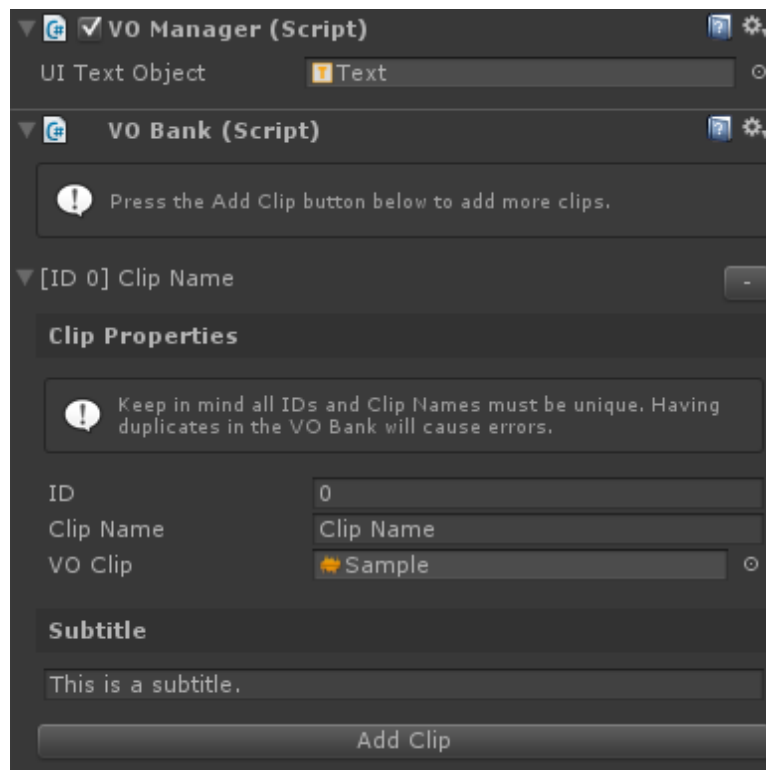 VO Manager (Script)
UI Text Object Text
VO Bank (Script)
Press the Add Clip button below to add more clips.
[ID 0] Clip Name -
Clip Properties
Keep in mind all IDs and Clip Names must be unique. Having
duplicates in the VO Bank will cause errors.
ID 0
Clip Name Clip Name
VO Clip Sample
Subtitle
This is a subtitle.
Add Clip